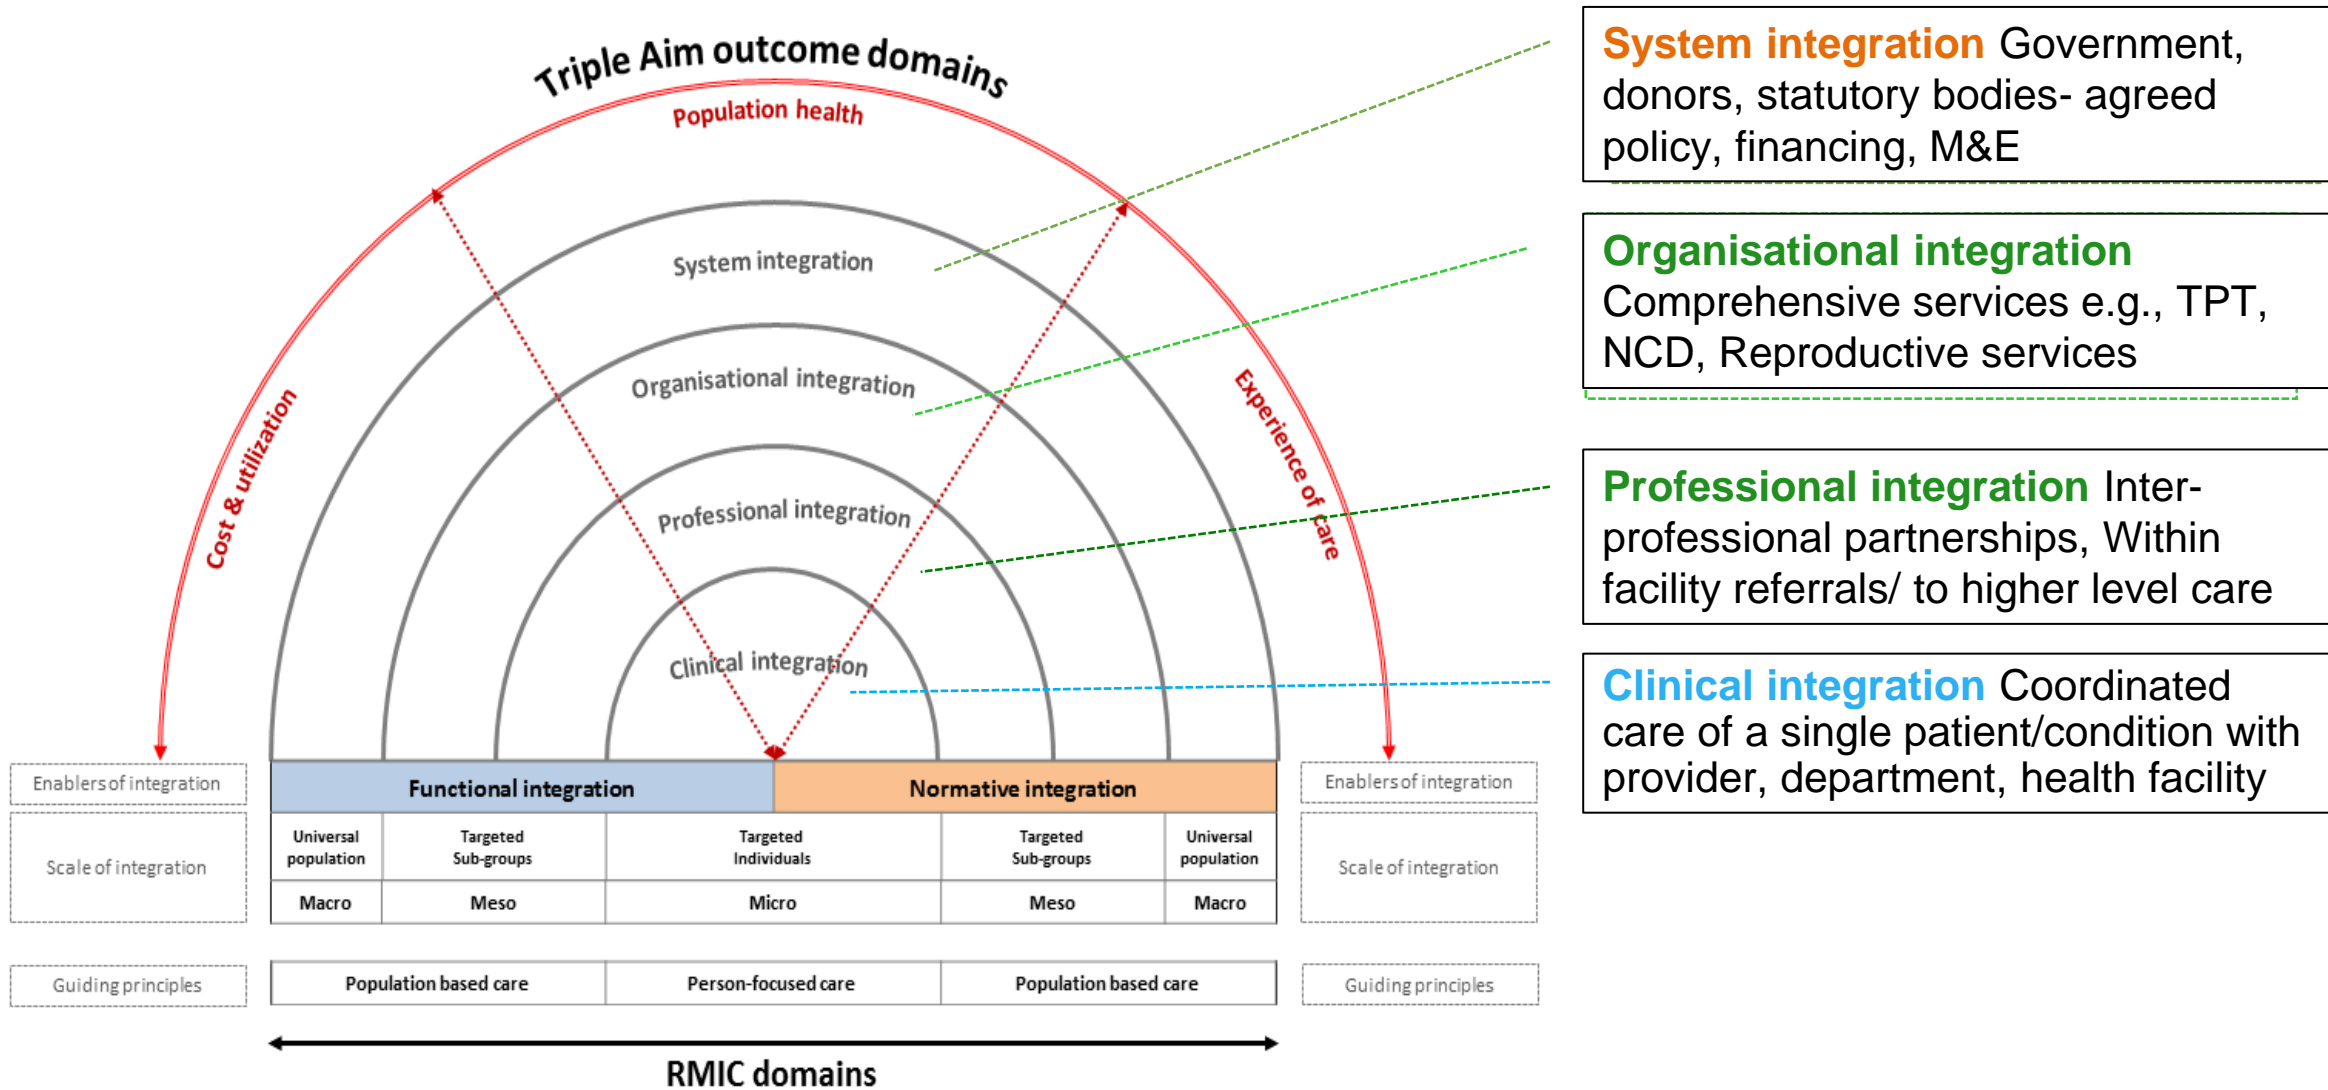 Triple Aim outcome domains
Population health
Cost & utilization
Experience of care
System integration
Organisational integration
Professional integration
Clinical integration
Enablers of integration
Functional integration
Normative integration
Enablers of integration
Scale of integration
Universal
population
Targeted
Sub-groups
Targeted
Individuals
Targeted
Sub-groups
Universal
population
Scale of integration
Macro
Meso
Micro
Meso
Macro
Guiding principles
Population based care
Person-focused care
Population based care
Guiding principles
RMIC domains
System integration Government,
donors, statutory bodies- agreed
policy, financing, M&E
Organisational integration
Comprehensive services e.g., TPT,
NCD, Reproductive services
Professional integration Inter-
professional partnerships, Within
facility referrals/ to higher level care
Clinical integration Coordinated
care of a single patient/condition with
provider, department, health facility